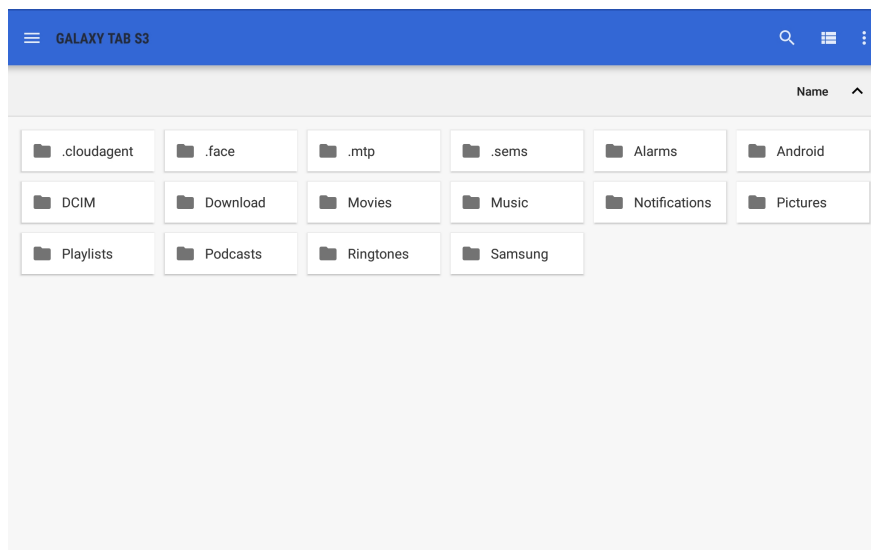 GALAXY TAB S3
Name
.cloudagent .face .mtp .sems Alarms Android
DCIM Download Movies Music Notifications Pictures
Playlists Podcasts Ringtones Samsung